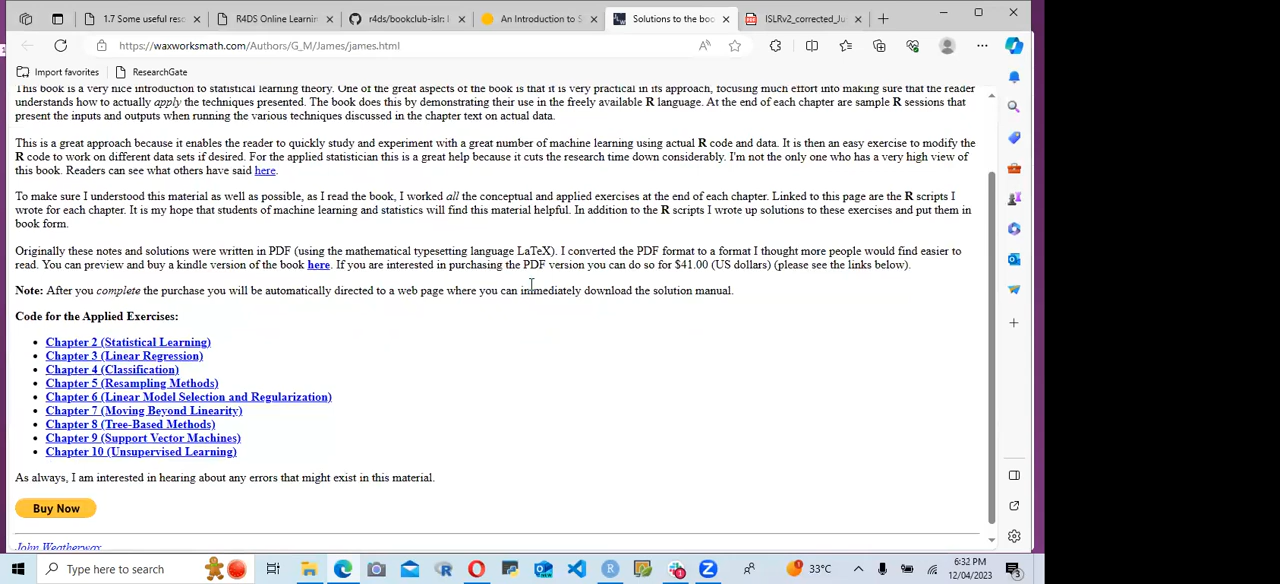 1.7 Some useful resc
R4DS Online Learnin
r4ds/bookclub-islr:
An Introduction to S
Solutions to the boo
ISLRv2_corrected_Ju
https://waxworksmath.com/Authors/G_M/James/james.html
Import favorites
ResearchGate
This book is a very nice introduction to statistical learning theory. One of the great aspects of the book is that it is very practical in its approach, focusing much effort into making sure that the reader
understands how to actually apply the techniques presented. The book does this by demonstrating their use in the freely available R language. At the end of each chapter are sample R sessions that
present the inputs and outputs when running the various techniques discussed in the chapter text on actual data.
This is a great approach because it enables the reader to quickly study and experiment with a great number of machine learning using actual R code and data. It is then an easy exercise to modify the
R code to work on different data sets if desired. For the applied statistician this is a great help because it cuts the research time down considerably. I'm not the only one who has a very high view of
this book. Readers can see what others have said here.
To make sure I understood this material as well as possible, as I read the book, I worked all the conceptual and applied exercises at the end of each chapter. Linked to this page are the R scripts I
wrote for each chapter. It is my hope that students of machine learning and statistics will find this material helpful. In addition to the R scripts I wrote up solutions to these exercises and put them in
book form.
Originally these notes and solutions were written in PDF (using the mathematical typesetting language LaTeX). I converted the PDF format to a format I thought more people would find easier to
read. You can preview and buy a kindle version of the book here. If you are interested in purchasing the PDF version you can do so for $41.00 (US dollars) (please see the links below).
Note: After you complete the purchase you will be automatically directed to a web page where you can immediately download the solution manual.
Code for the Applied Exercises:
Chapter 2 (Statistical Learning)
Chapter 3 (Linear Regression)
Chapter 4 (Classification)
Chapter 5 (Resampling Methods)
Chapter 6 (Linear Model Selection and Regularization)
Chapter 7 (Moving Beyond Linearity)
Chapter 8 (Tree-Based Methods)
Chapter 9 (Support Vector Machines)
Chapter 10 (Unsupervised Learning)
As always, I am interested in hearing about any errors that might exist in this material.
Buy Now
John Weatherwax
Type here to search
33°C
6:32 PM
12/04/2023
3